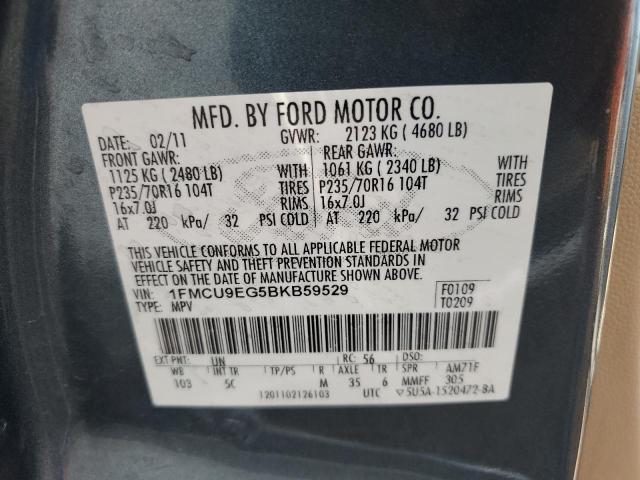 MFD. BY FORD MOTOR CO.
DATE: 02/11 GVWR: 2123 KG ( 4680 LB)
FRONT GAWR: REAR GAWR:
1125 KG ( 2480 LB) WITH 1061 KG ( 2340 LB) WITH
P235/70R16 104T TIRES P235/70R16 104T TIRES
16x7.0J RIMS 16x7.0J RIMS
AT 220 kPa/ 32 PSI COLD AT 220 kPa/ 32 PSI COLD
THIS VEHICLE CONFORMS TO ALL APPLICABLE FEDERAL MOTOR
VEHICLE SAFETY AND THEFT PREVENTION STANDARDS IN
EFFECT ON THE DATE OF MANUFACTURE SHOWN ABOVE.
VIN: 1FMCU9EG5BKB59529 F0109
TYPE: MPV T0209
EXT PNT: UN RC: 56 DSO:
WB INT TR TP/PS R AXLE TR SPR AM71F
103 5C M 35 6 MMFF 305
1201102126103 UTC ▽5U5A-1520472-BA